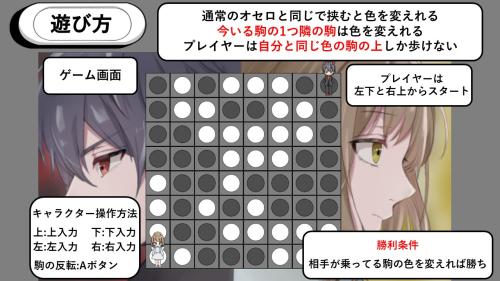 遊び方
通常のオセロと同じで挟むと色を変えれる
今いる駒の1つ隣の駒は色を変えれる
プレイヤーは自分と同じ色の駒の上しか歩けない
ゲーム画面
プレイヤーは
左下と右上からスタート
キャラクター操作方法
上:上入力 下:下入力
左:左入力 右:右入力
駒の反転:Aボタン
勝利条件
相手が乗ってる駒の色を変えれば勝ち